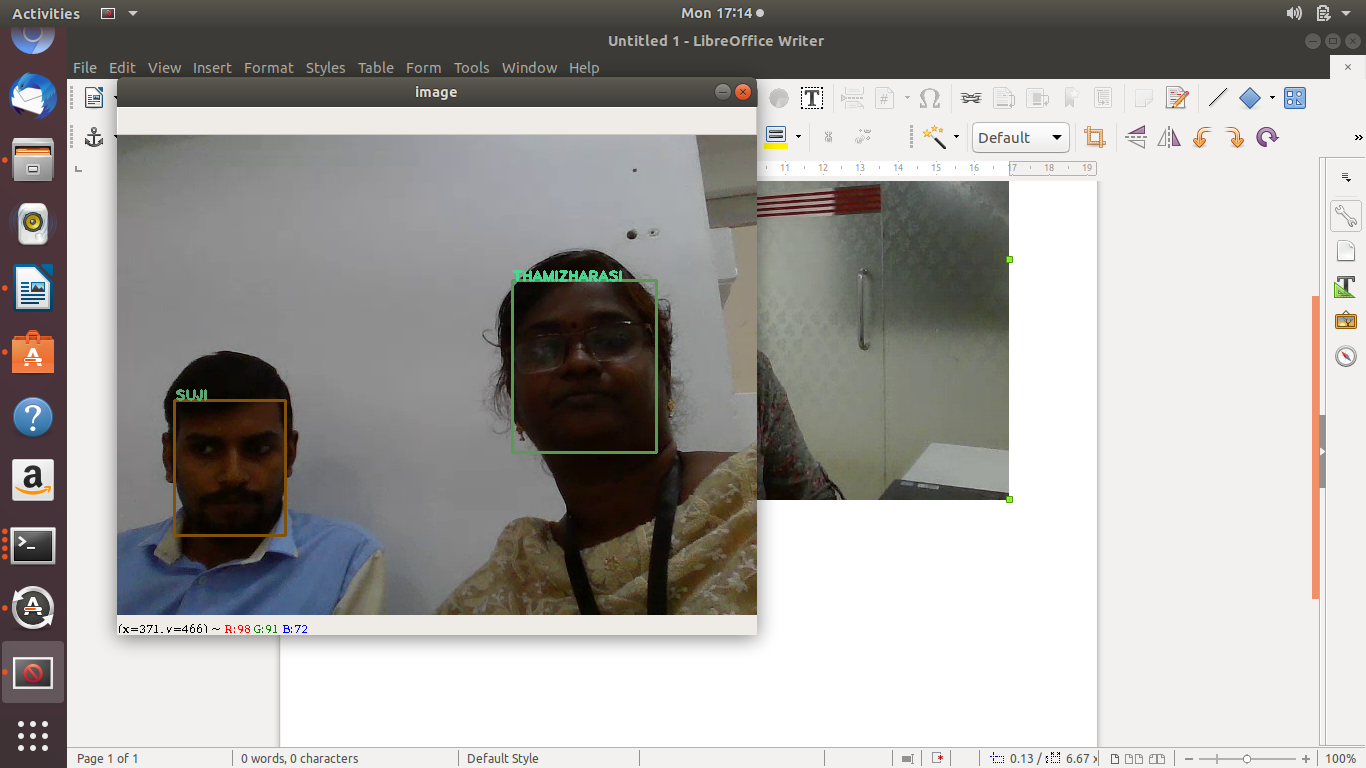 Activities
Mon 17:14
Untitled 1 - LibreOffice Writer
File Edit View Insert Format Styles Table Form Tools Window Help
image
Default
11 12 13 14 15 16 17 18 19
THAMIZHARASI
SUJI
(x=371, y=466) ~ R:98 G:91 B:72
Page 1 of 1
0 words, 0 characters
Default Style
0.13 /
6.67 x
100%